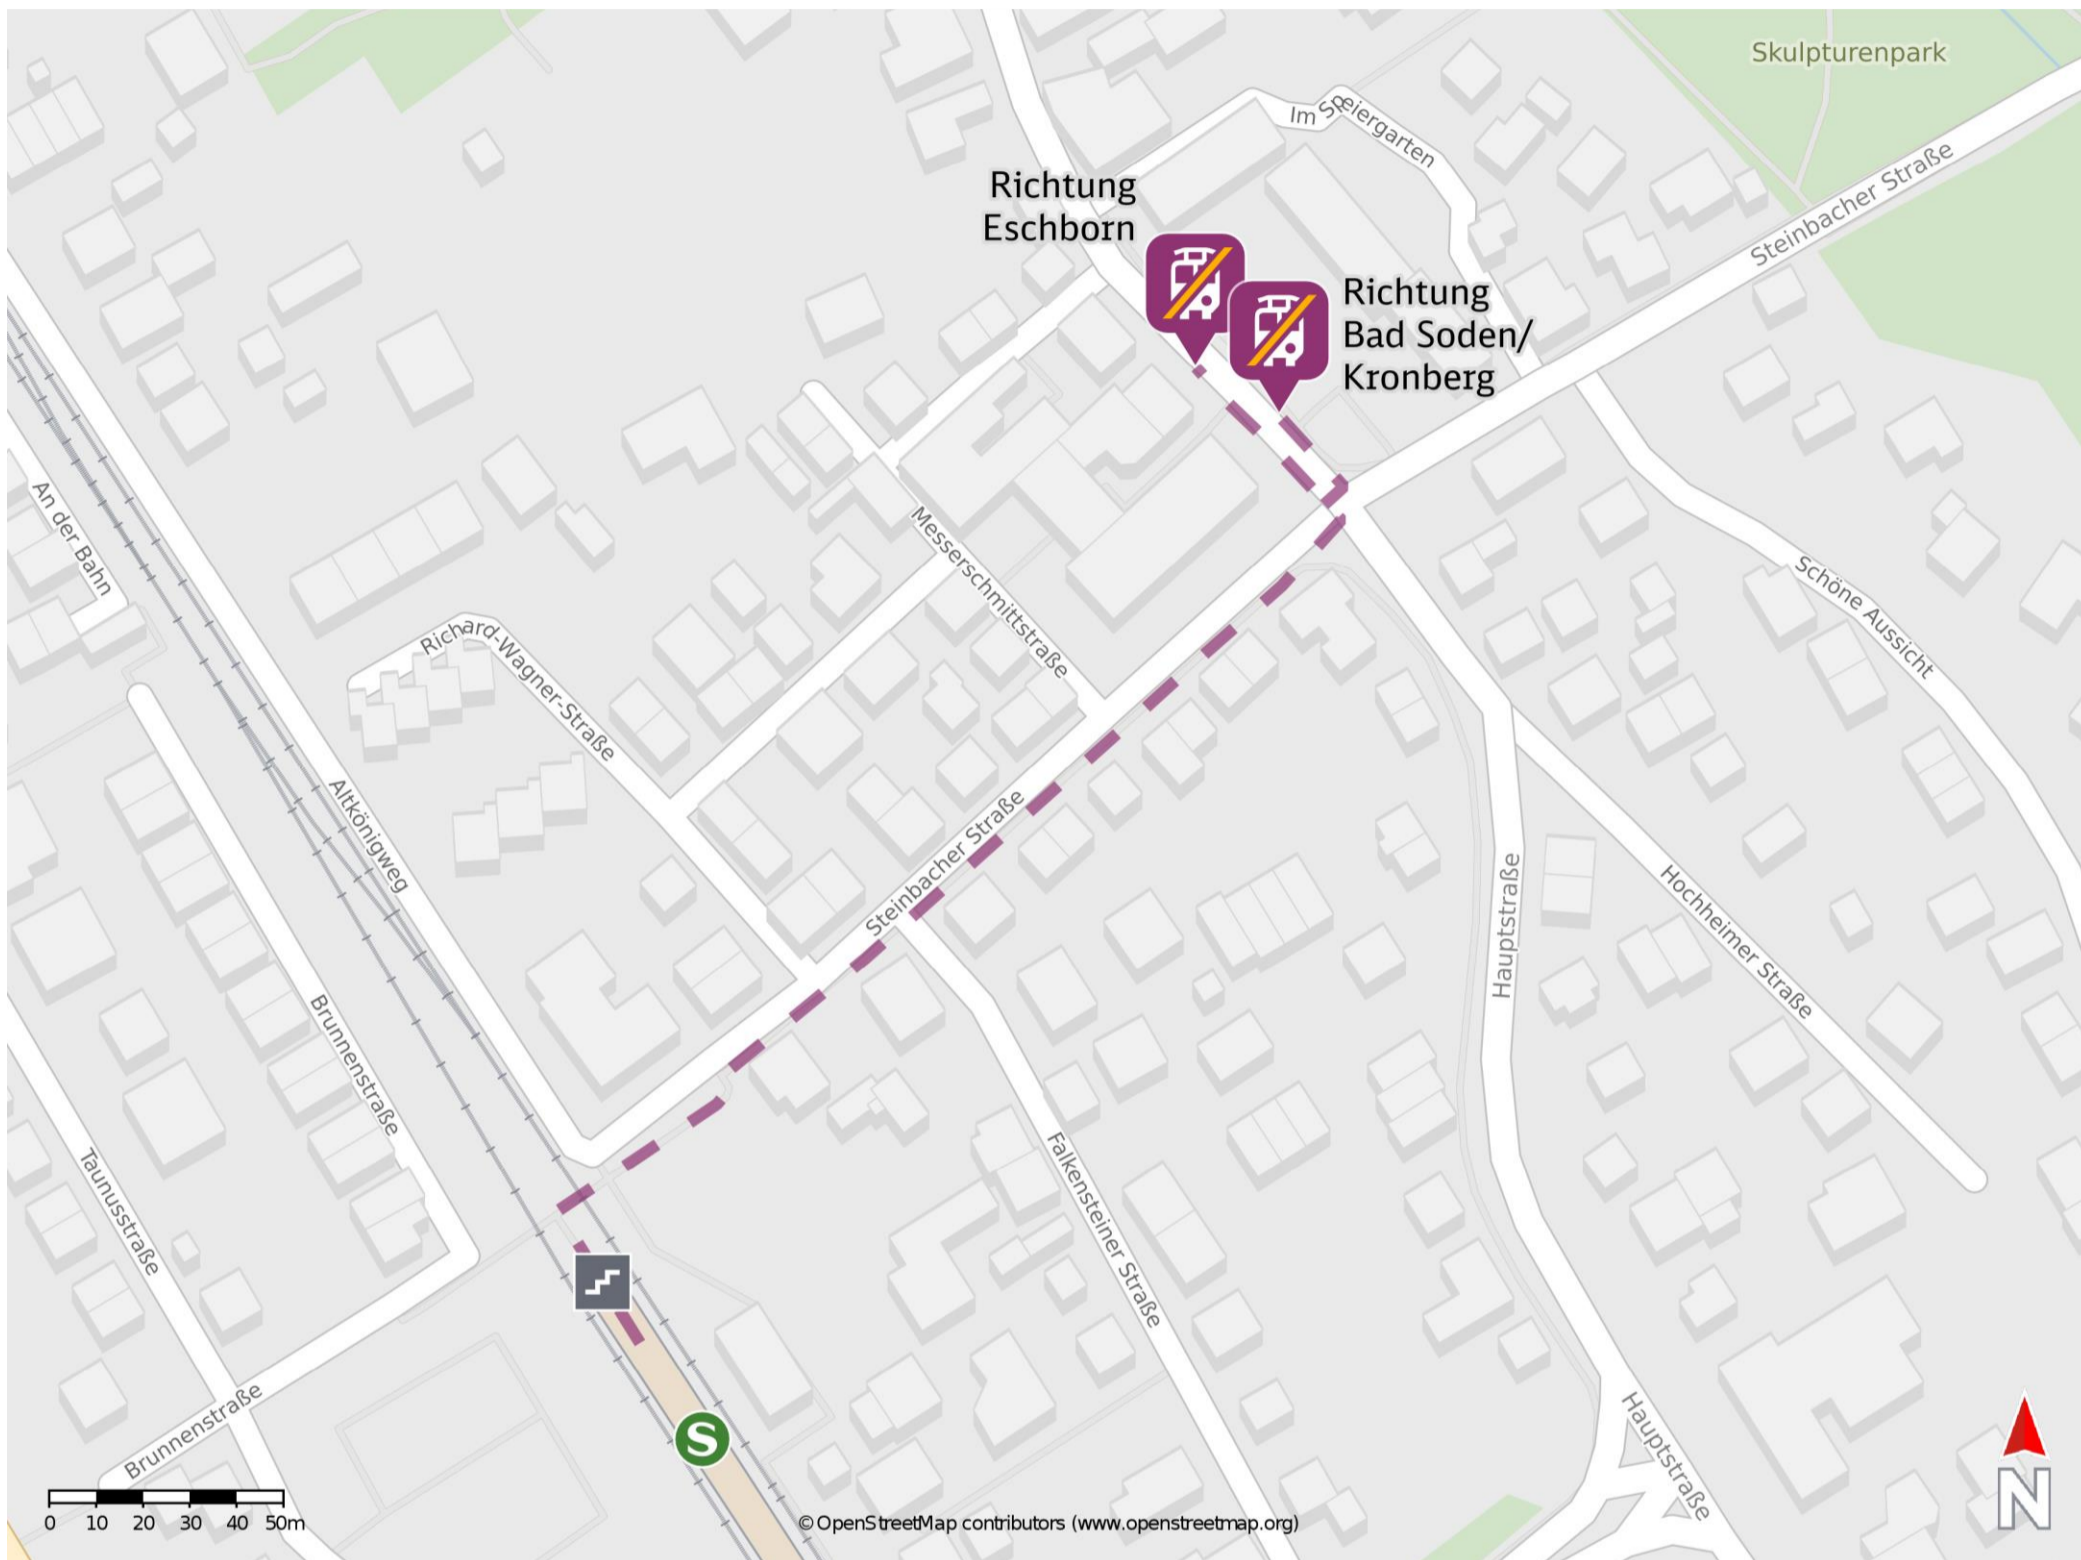 Skulpturenpark
Im Speiergarten
Steinbacher Straße
Richtung
Eschborn
Richtung
Bad Soden/
Kronberg
An der Bahn
Messerschmittstraße
Richard-Wagner-Straße
Schöne Aussicht
Altkönigweg
Steinbacher Straße
Hauptstraße
Hochheimer Straße
Brunnenstraße
Taunusstraße
Falkensteiner Straße
Brunnenstraße
Hauptstraße
S
0 10 20 30 40 50m
© OpenStreetMap contributors (www.openstreetmap.org)
N